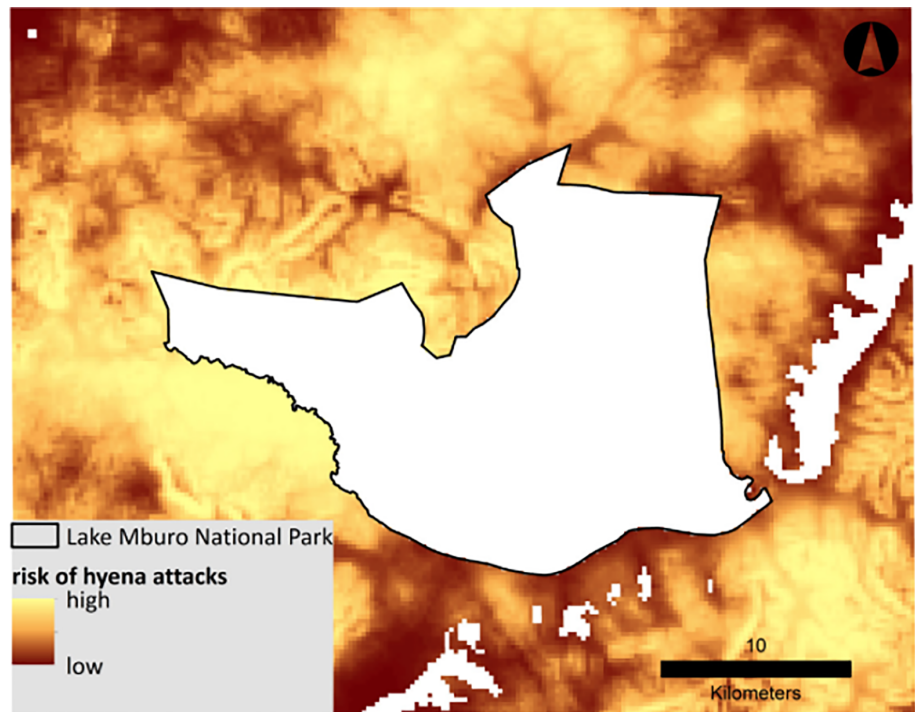 Lake Mburo National Park
risk of hyena attacks
high
low
10
Kilometers